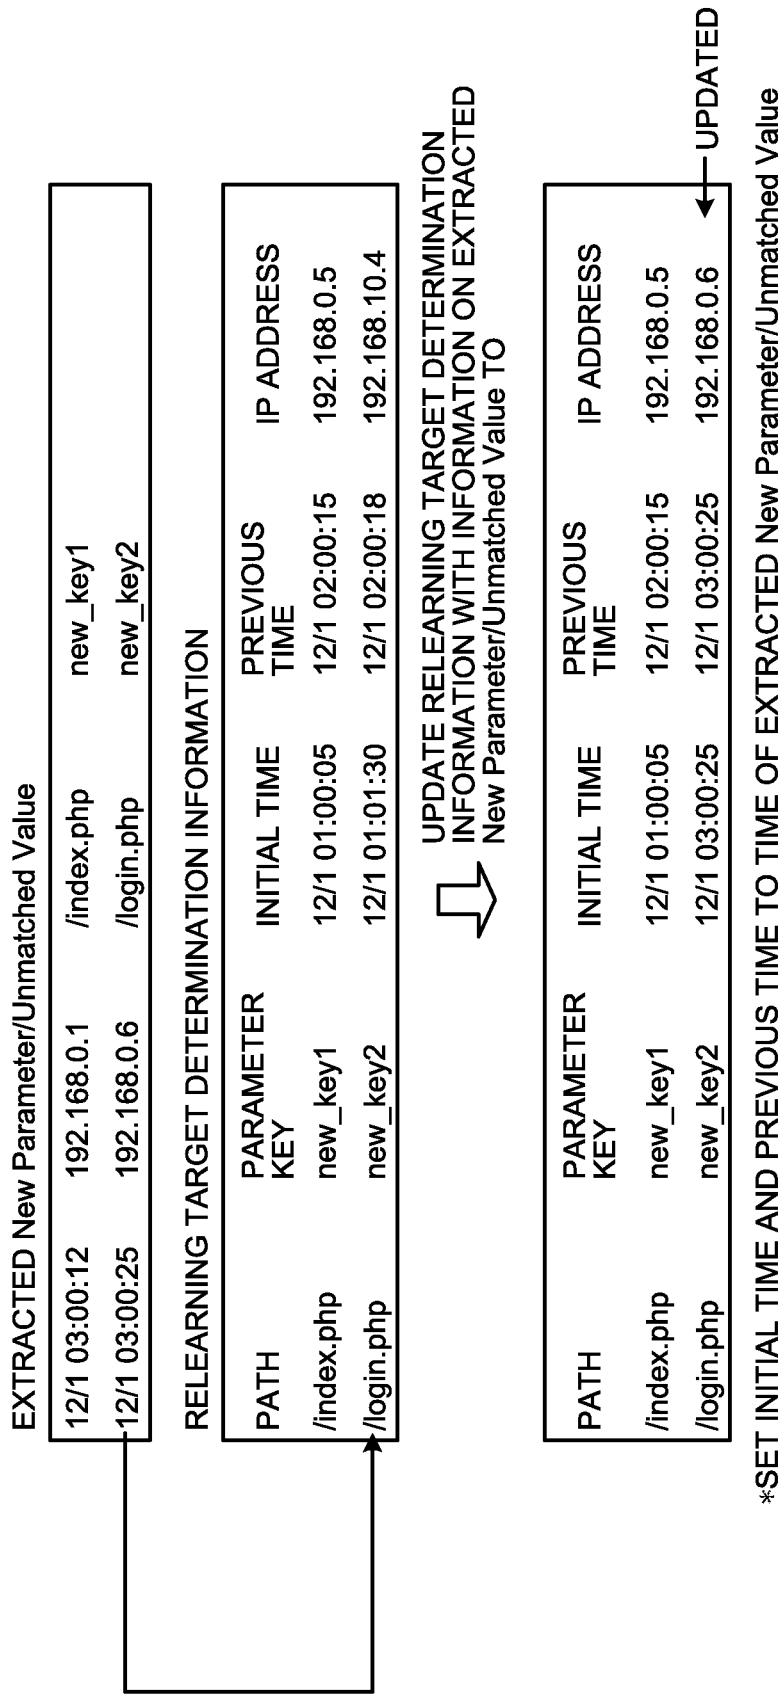 EXTRACTED New Parameter/Unmatched Value
12/1 03:00:12 192.168.0.1 /index.php new_key1
12/1 03:00:25 192.168.0.6 /login.php new_key2
RELEARNING TARGET DETERMINATION INFORMATION
PATH PARAMETER KEY INITIAL TIME PREVIOUS TIME IP ADDRESS
/index.php new_key1 12/1 01:00:05 12/1 02:00:15 192.168.0.5
/login.php new_key2 12/1 01:01:30 12/1 02:00:18 192.168.10.4
UPDATE RELEARNING TARGET DETERMINATION
INFORMATION WITH INFORMATION ON EXTRACTED
New Parameter/Unmatched Value TO
PATH PARAMETER KEY INITIAL TIME PREVIOUS TIME IP ADDRESS
/index.php new_key1 12/1 01:00:05 12/1 02:00:15 192.168.0.5
/login.php new_key2 12/1 03:00:25 12/1 03:00:25 192.168.0.6
UPDATED
*SET INITIAL TIME AND PREVIOUS TIME TO TIME OF EXTRACTED New Parameter/Unmatched Value